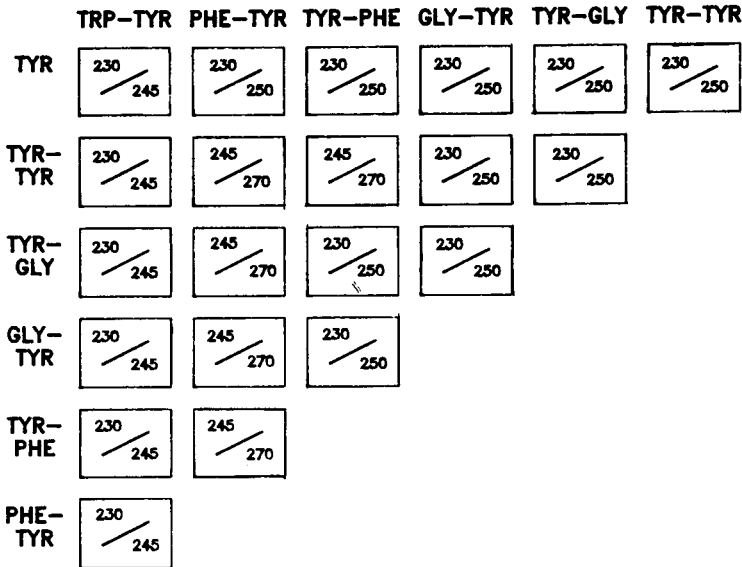 TRP–TYR PHE–TYR TYR–PHE GLY–TYR TYR–GLY TYR–TYR
TYR 230/245 230/250 230/250 230/250 230/250 230/250
TYR–TYR 230/245 245/270 245/270 230/250 230/250
TYR–GLY 230/245 245/270 230/250 230/250
GLY–TYR 230/245 245/270 230/250
TYR–PHE 230/245 245/270
PHE–TYR 230/245